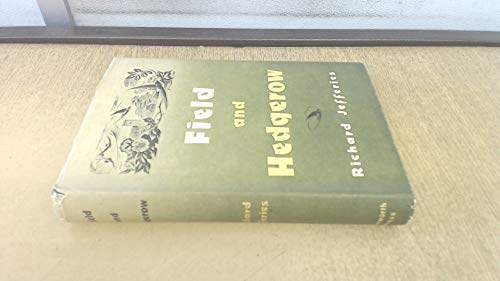 Field
and
Hedgerow
Richard Jefferies